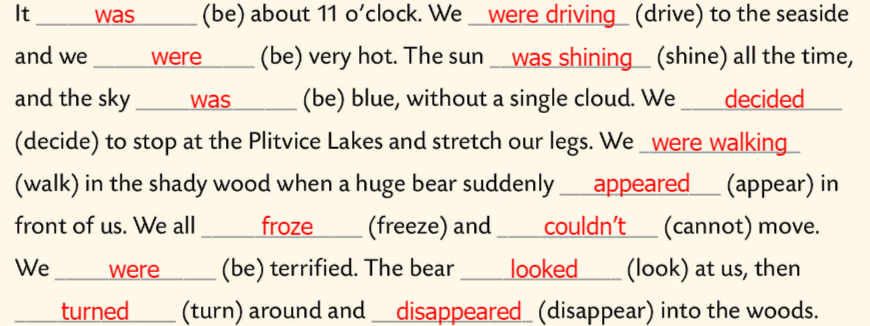 It was (be) about 11 o'clock. We were driving (drive) to the seaside
and we were (be) very hot. The sun was shining (shine) all the time,
and the sky was (be) blue, without a single cloud. We decided
(decide) to stop at the Plitvice Lakes and stretch our legs. We were walking
(walk) in the shady wood when a huge bear suddenly appeared (appear) in
front of us. We all froze (freeze) and couldn't (cannot) move.
We were (be) terrified. The bear looked (look) at us, then
turned (turn) around and disappeared (disappear) into the woods.